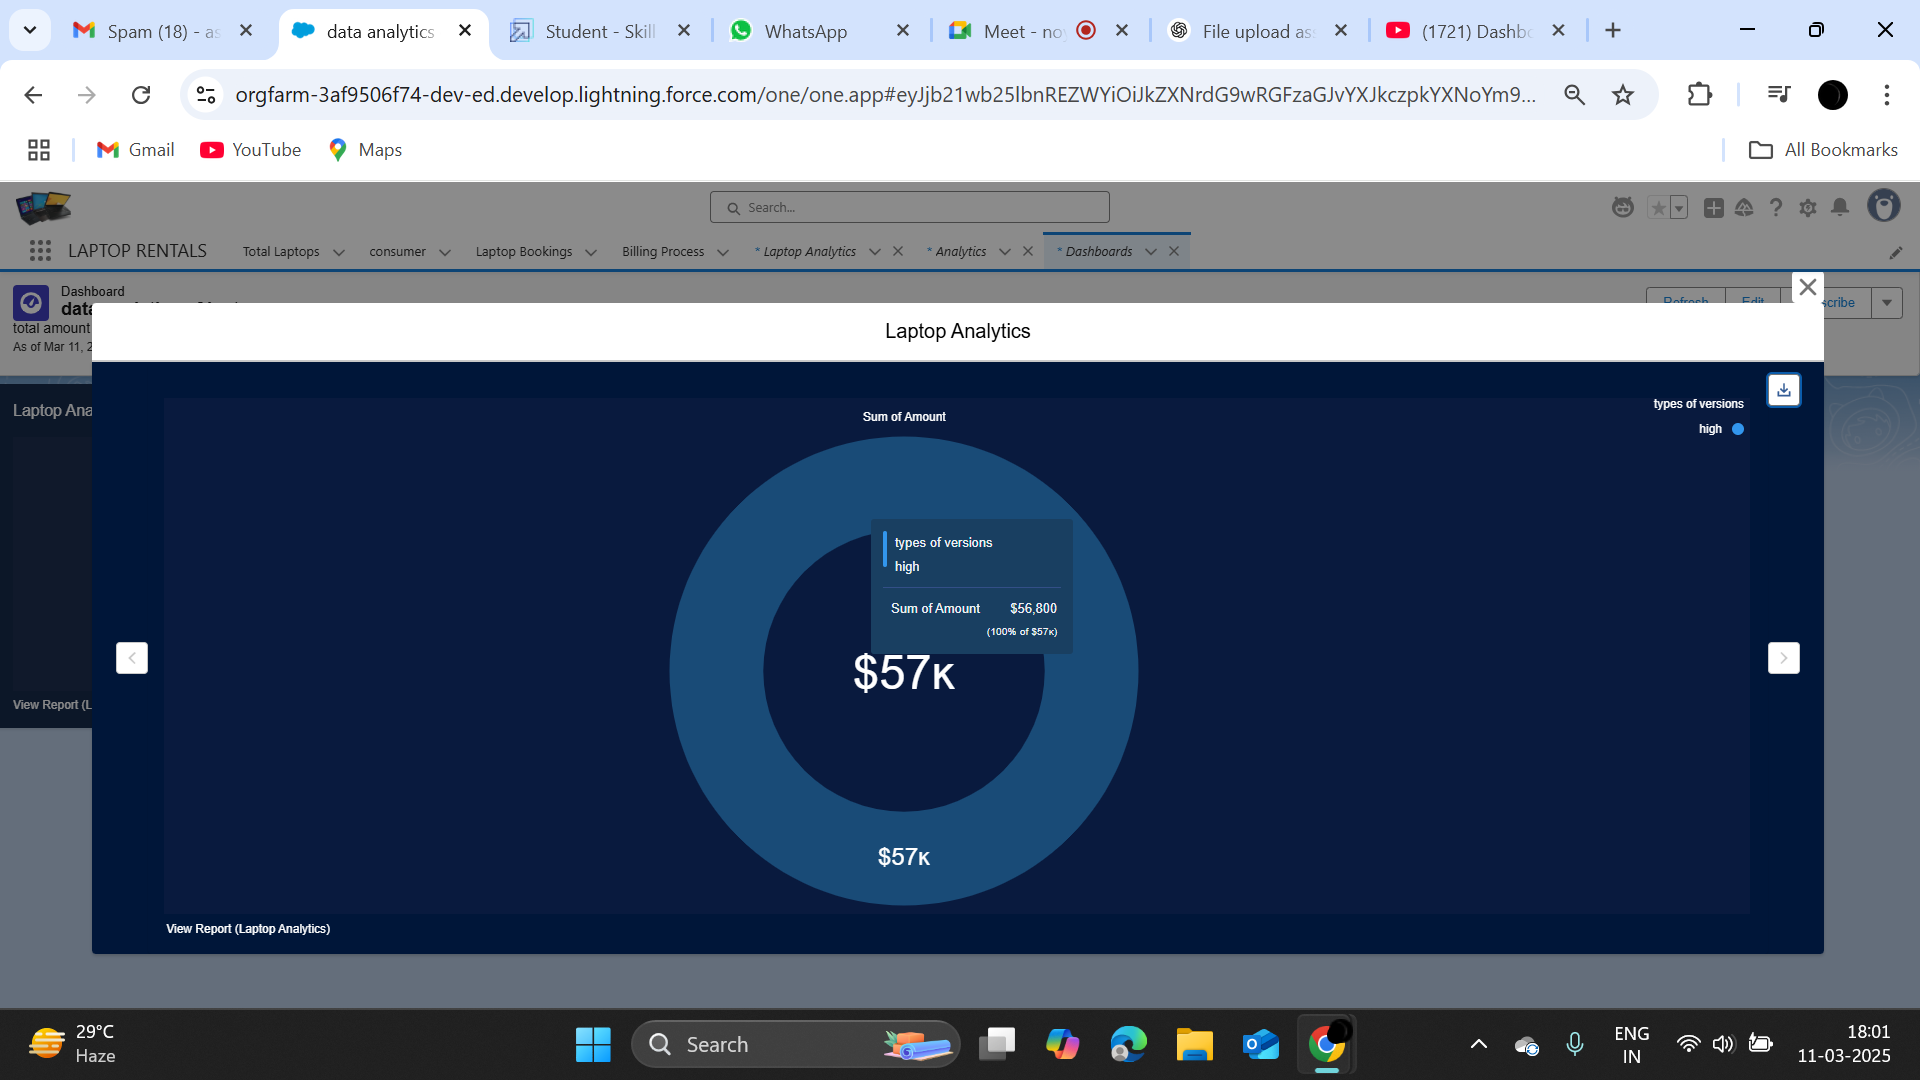 Spam (18) - as
data analytics
Student - Skill
WhatsApp
Meet - no
File upload as
(1721) Dashbo
orgfarm-3af9506f74-dev-ed.develop.lightning.force.com/one/one.app#eyJjb21wb25lbnREZWYiOiJkZXNrdG9wRGFzaGJvYXJkczpkYXNoYm9...
Gmail
YouTube
Maps
All Bookmarks
Search...
LAPTOP RENTALS
Total Laptops
consumer
Laptop Bookings
Billing Process
* Laptop Analytics
* Analytics
* Dashboards
Dashboard
data
total amount
As of Mar 11, 2
Refresh
Edit
scribe
Laptop Analytics
Laptop Ana
Sum of Amount
types of versions
high
types of versions
high
Sum of Amount $56,800
(100% of $57K)
$57K
$57K
View Report (L
View Report (Laptop Analytics)
29°C
Haze
Search
ENG
IN
18:01
11-03-2025